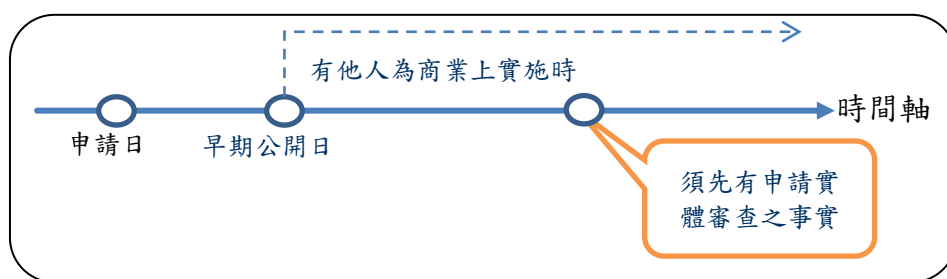 有他人為商業上實施時
時間軸
申請日
早期公開日
須先有申請實
體審查之事實